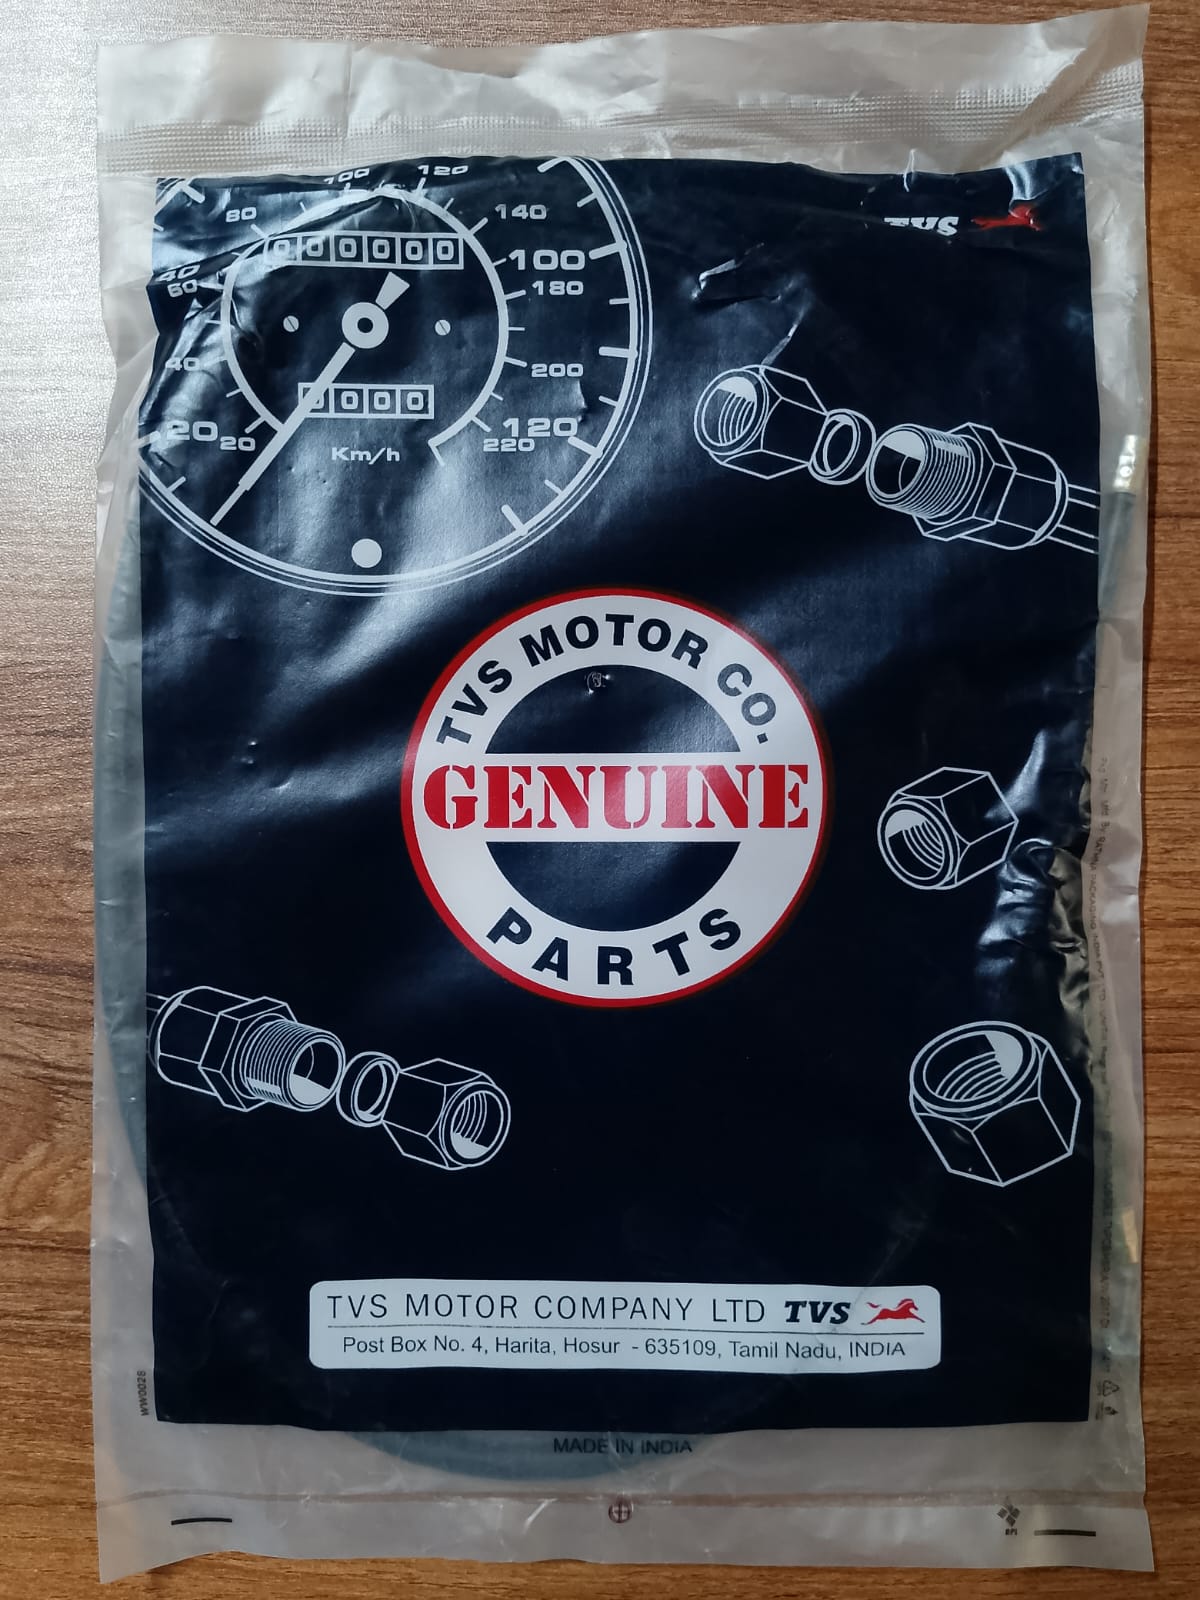 TVS
100 120
80 140
000000
100
40
60 180
40 200
0000
20 20 120
220
Km/h
TVS MOTOR CO.
GENUINE
PARTS
TVS MOTOR COMPANY LTD TVS
Post Box No. 4, Harita, Hosur - 635109, Tamil Nadu, INDIA
WW0028
MADE IN INDIA
RPI